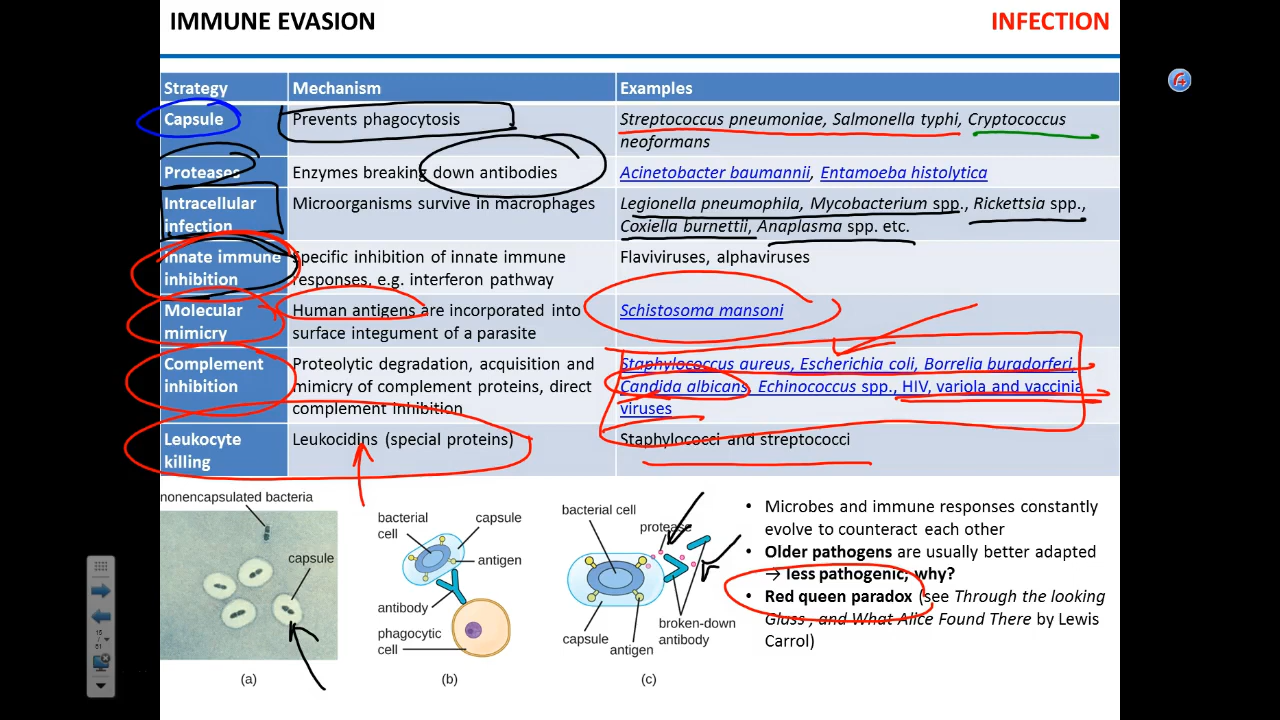 IMMUNE EVASION
INFECTION
Strategy Mechanism Examples
Capsule Prevents phagocytosis Streptococcus pneumoniae, Salmonella typhi, Cryptococcus
neoformans
Proteases Enzymes breaking down antibodies Acinetobacter baumannii, Entamoeba histolytica
Intracellular Microorganisms survive in macrophages Legionella pneumophila, Mycobacterium spp., Rickettsia spp.,
infection Coxiella burnettii, Anaplasma spp. etc.
Innate immune Specific inhibition of innate immune Flaviviruses, alphaviruses
inhibition responses, e.g. interferon pathway
Molecular Human antigens are incorporated into Schistosoma mansoni
mimicry surface integument of a parasite
Complement Proteolytic degradation, acquisition and Staphylococcus aureus, Escherichia coli, Borrelia buradorferi,
inhibition mimicry of complement proteins, direct Candida albicans, Echinococcus spp., HIV, variola and vaccinia
complement inhibition viruses
Leukocyte Leukocidins (special proteins) Staphylococci and streptococci
killing
nonencapsulated bacteria
capsule
(a)
bacterial
cell
capsule
antigen
antibody
phagocytic
cell
(b)
bacterial cell
protease
capsule
antigen
broken-down
antibody
(c)
• Microbes and immune responses constantly
evolve to counteract each other
• Older pathogens are usually better adapted
→ less pathogenic, why?
• Red queen paradox (see Through the looking
Glass, and What Alice Found There by Lewis
Carrol)
15
/
81